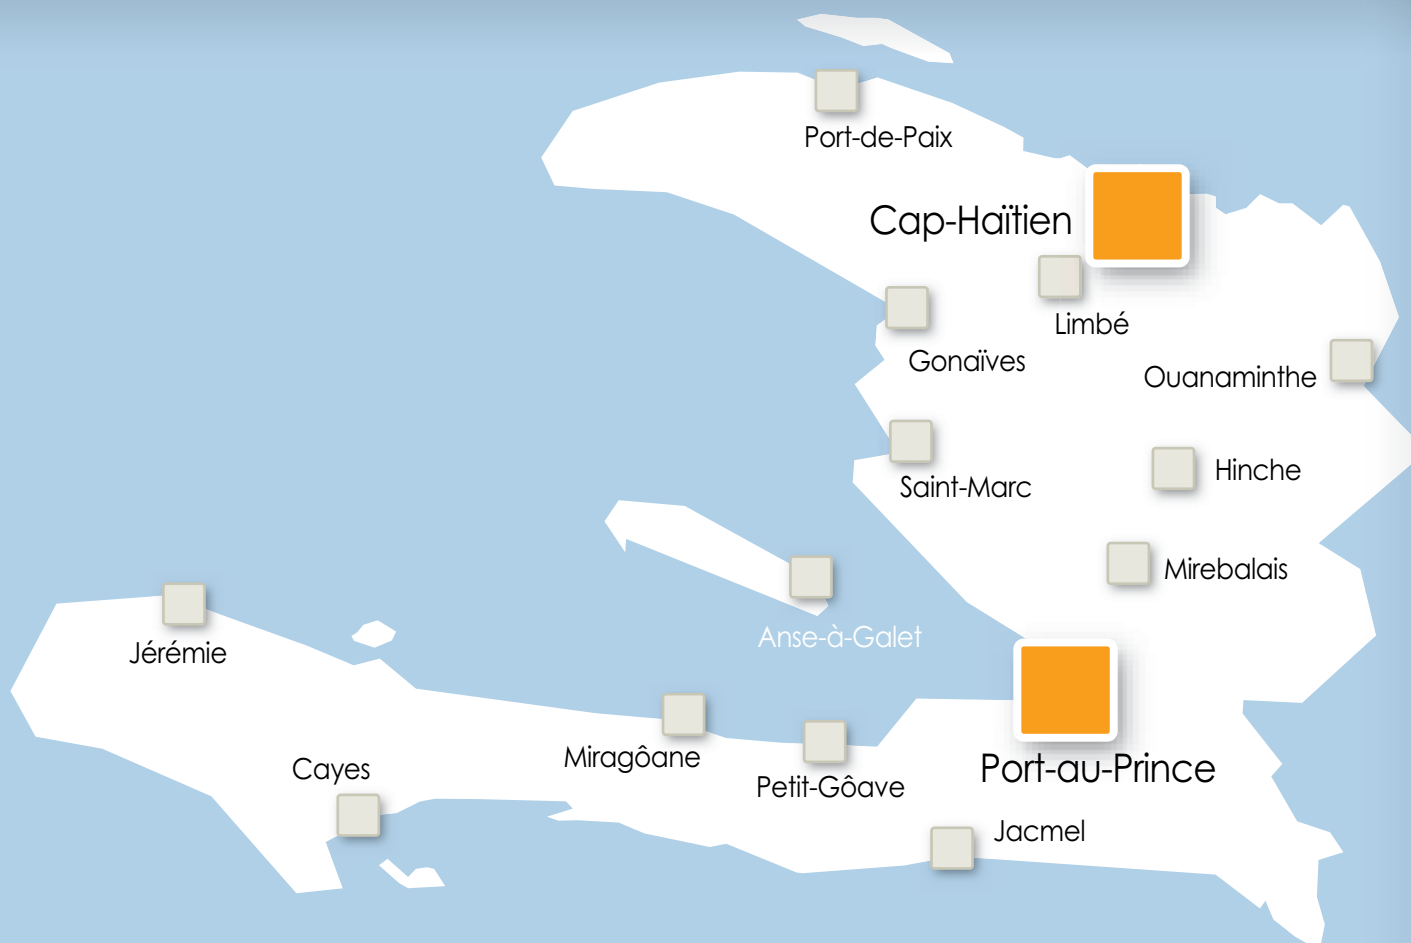 Port-de-Paix
Cap-Haïtien
Limbé
Gonaïves
Ouanaminthe
Hinche
Saint-Marc
Mirebalais
Anse-à-Galet
Jérémie
Miragôane
Cayes
Petit-Gôave
Port-au-Prince
Jacmel